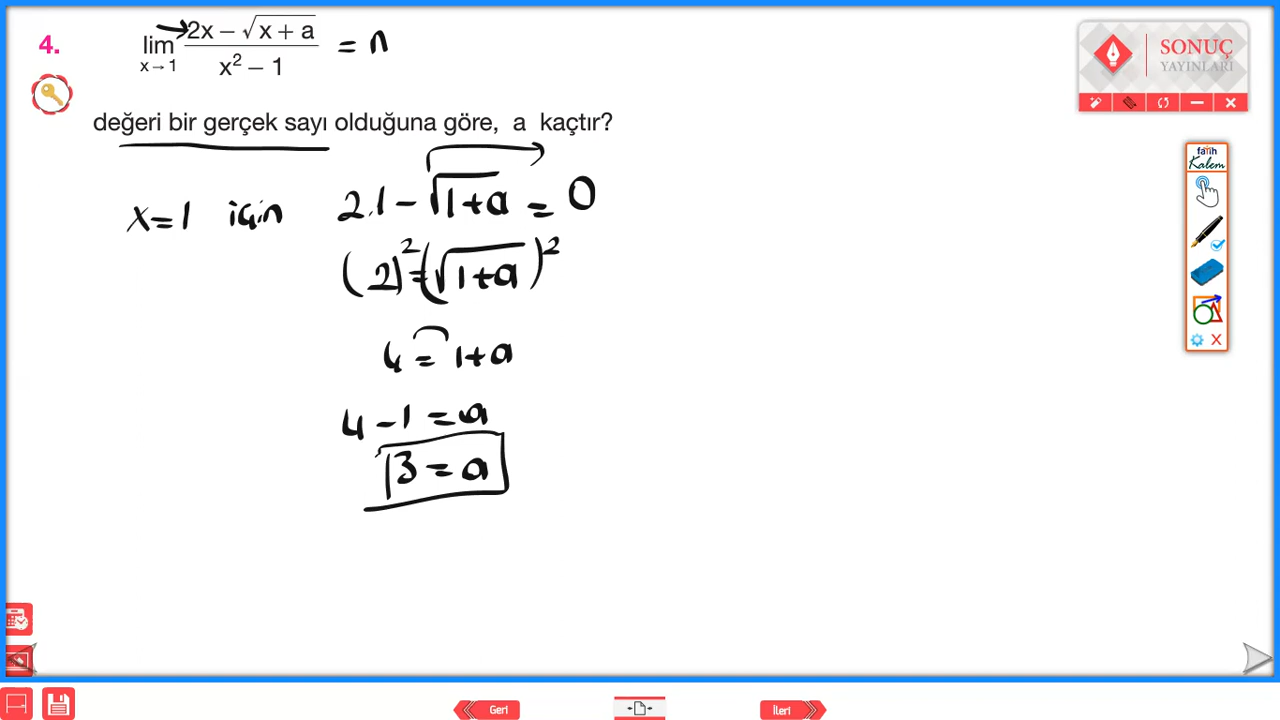 4. lim x→1 (2x − √(x + a)) / (x² − 1) = n
SONUÇ
YAYINLARI
değeri bir gerçek sayı olduğuna göre, a kaçtır?
fatih
Kalem
x=1 için 2.1 − √(1+a) = 0
(2)² = (√(1+a))²
4 = 1+a
4 − 1 = a
3 = a
Geri
İleri